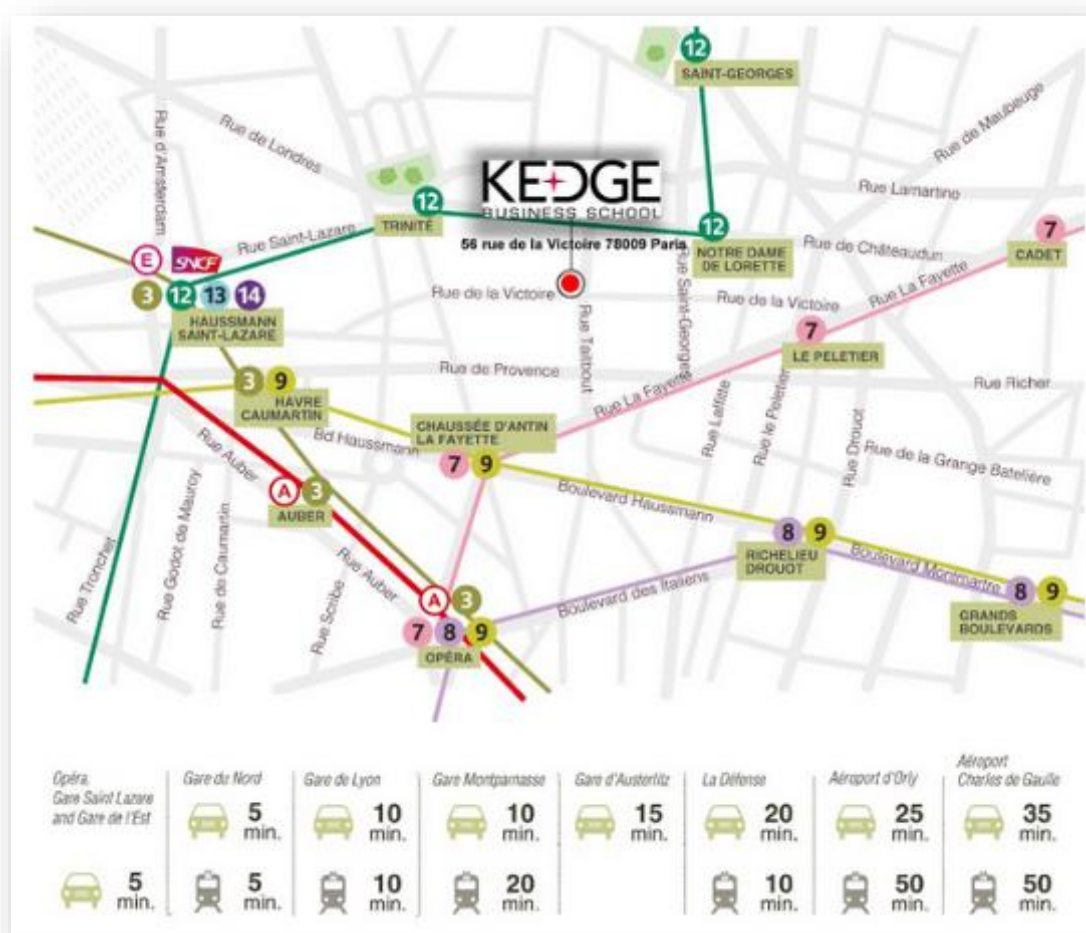 12
SAINT-GEORGES
Rue de Maubeuge
Rue d'Amsterdam
Rue de Londres
KEDGE
BUSINESS SCHOOL
Rue Lamartine
12
TRINITÉ
12
NOTRE DAME
DE LORETTE
7
CADET
Rue Saint-Lazare
56 rue de la Victoire 78009 Paris
Rue de Châteaudun
E
SNCF
3 12 13 14
HAUSSMANN
SAINT-LAZARE
Rue de la Victoire
Rue Saint-Georges
Rue de la Victoire
Rue La Fayette
Rue Taitbout
7
LE PELETIER
3 9
HAVRE
CAUMARTIN
Rue de Provence
Rue La Fayette
Rue Richer
CHAUSSÉE D'ANTIN
LA FAYETTE
7 9
Bd Haussmann
Rue Laffitte
Rue le Peletier
Rue Drouot
Rue de la Grange Batelière
Rue Auber
A 3
AUBER
Boulevard Haussmann
Rue Tronchet
Rue Godot de Mauroy
Rue de Caumartin
Rue Scribe
Rue Auber
8 9
RICHELIEU
DROUOT
Boulevard des Italiens
Boulevard Montmartre
8 9
GRANDS
BOULEVARDS
A 3
7 8 9
OPÉRA
Opéra,
Gare Saint Lazare
and Gare de l'Est
5
min.
Gare du Nord
5
min.
5
min.
Gare de Lyon
10
min.
10
min.
Gare Montparnasse
10
min.
20
min.
Gare d'Austerlitz
15
min.
La Défense
20
min.
10
min.
Aéroport d'Orly
25
min.
50
min.
Aéroport
Charles de Gaulle
35
min.
50
min.